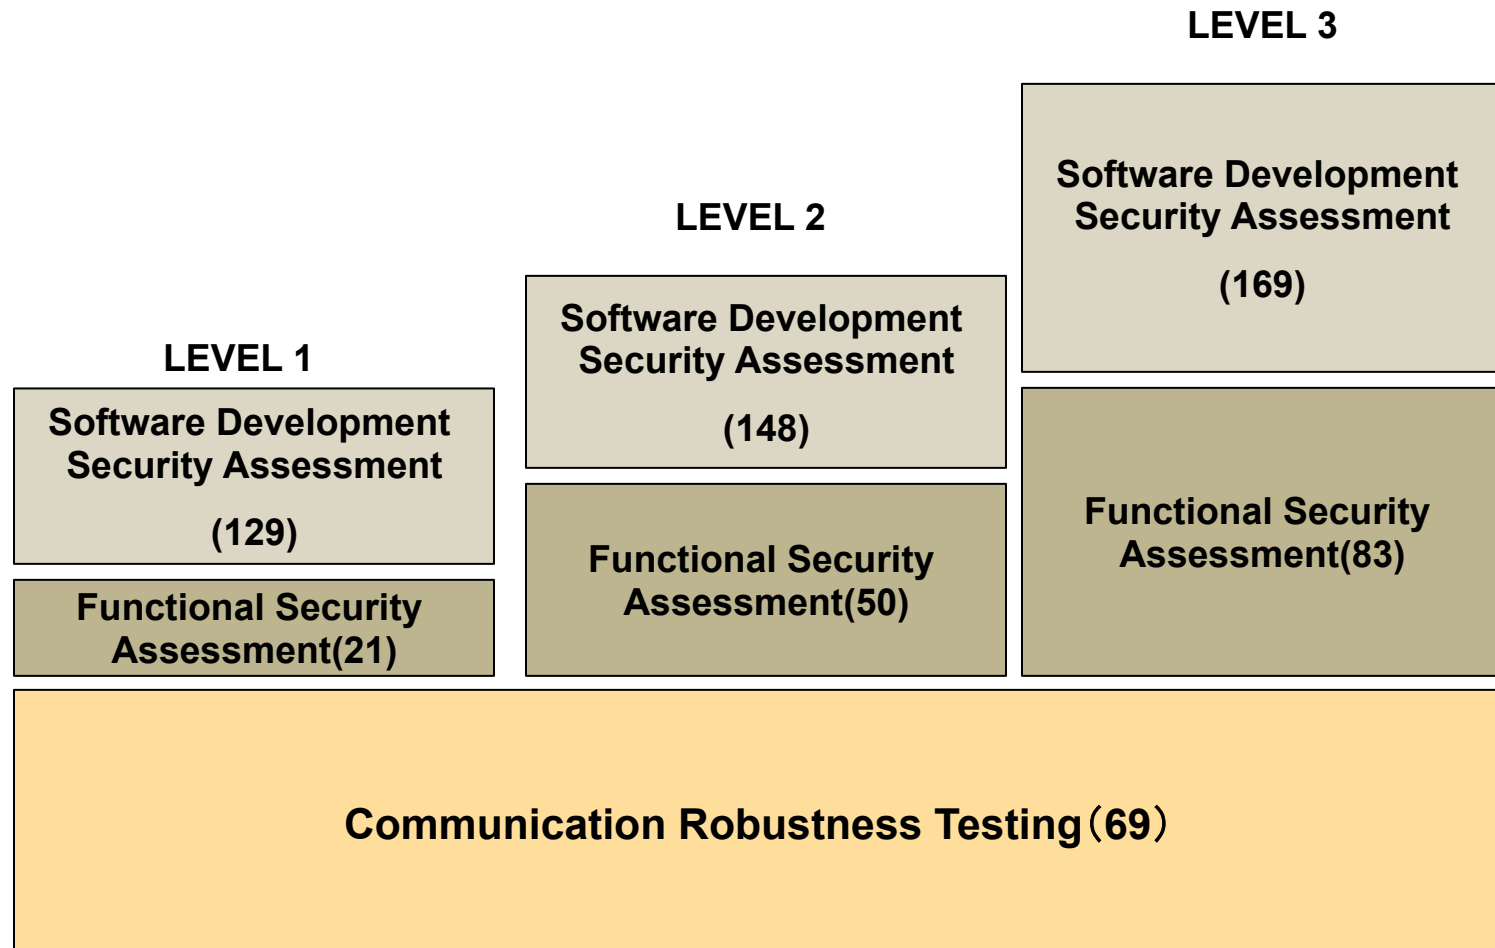 LEVEL 1
Software Development
Security Assessment
(129)
Functional Security
Assessment(21)
LEVEL 2
Software Development
Security Assessment
(148)
Functional Security
Assessment(50)
LEVEL 3
Software Development
Security Assessment
(169)
Functional Security
Assessment(83)
Communication Robustness Testing（69）